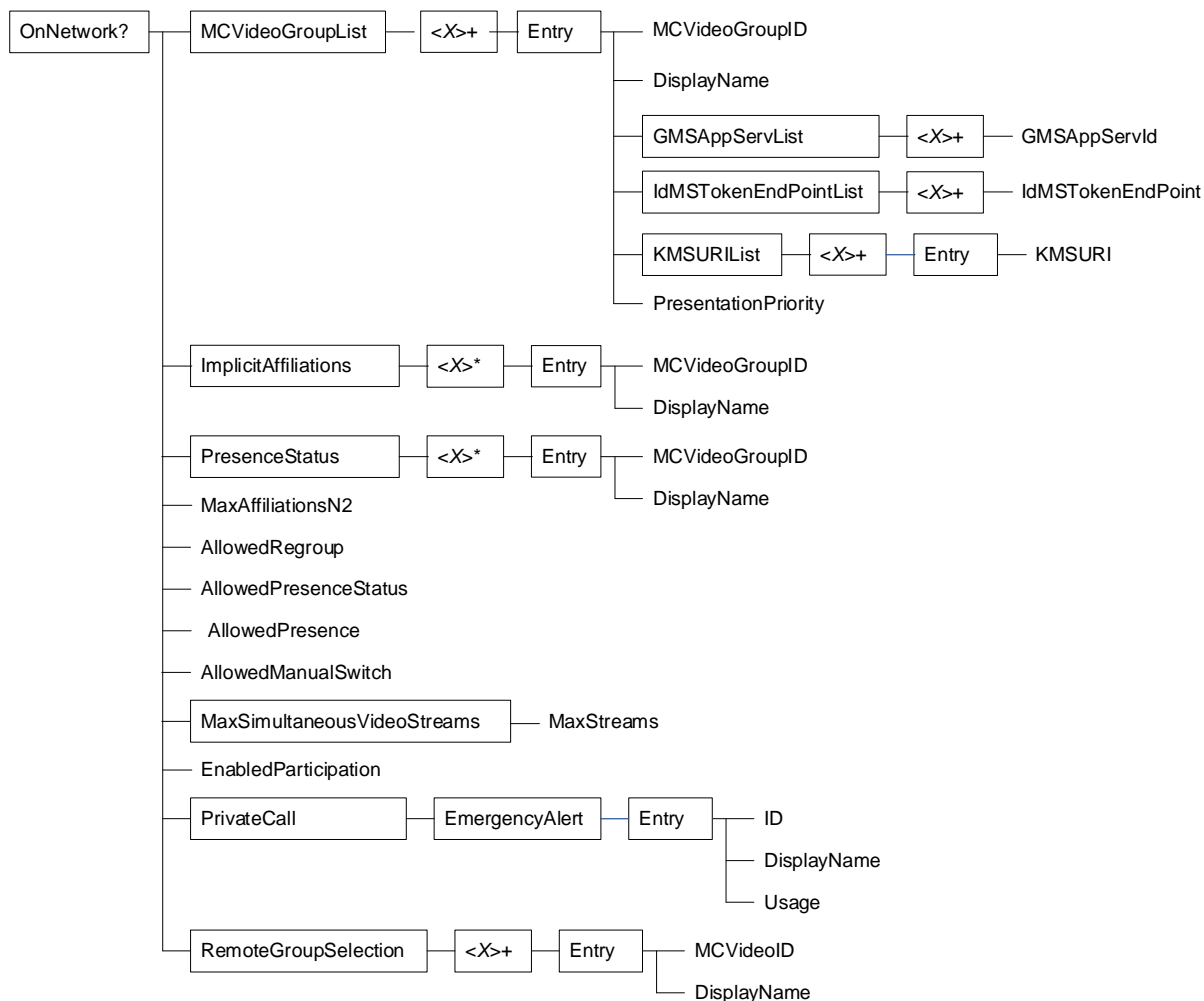 OnNetwork? MCVideoGroupList <X>+ Entry MCVideoGroupID
DisplayName
GMSAppServList <X>+ GMSAppServId
IdMSTokenEndPointList <X>+ IdMSTokenEndPoint
KMSURIList <X>+ Entry KMSURI
PresentationPriority
ImplicitAffiliations <X>* Entry MCVideoGroupID
DisplayName
PresenceStatus <X>* Entry MCVideoGroupID
DisplayName
MaxAffiliationsN2
AllowedRegroup
AllowedPresenceStatus
AllowedPresence
AllowedManualSwitch
MaxSimultaneousVideoStreams MaxStreams
EnabledParticipation
PrivateCall EmergencyAlert Entry ID
DisplayName
Usage
RemoteGroupSelection <X>+ Entry MCVideoID
DisplayName